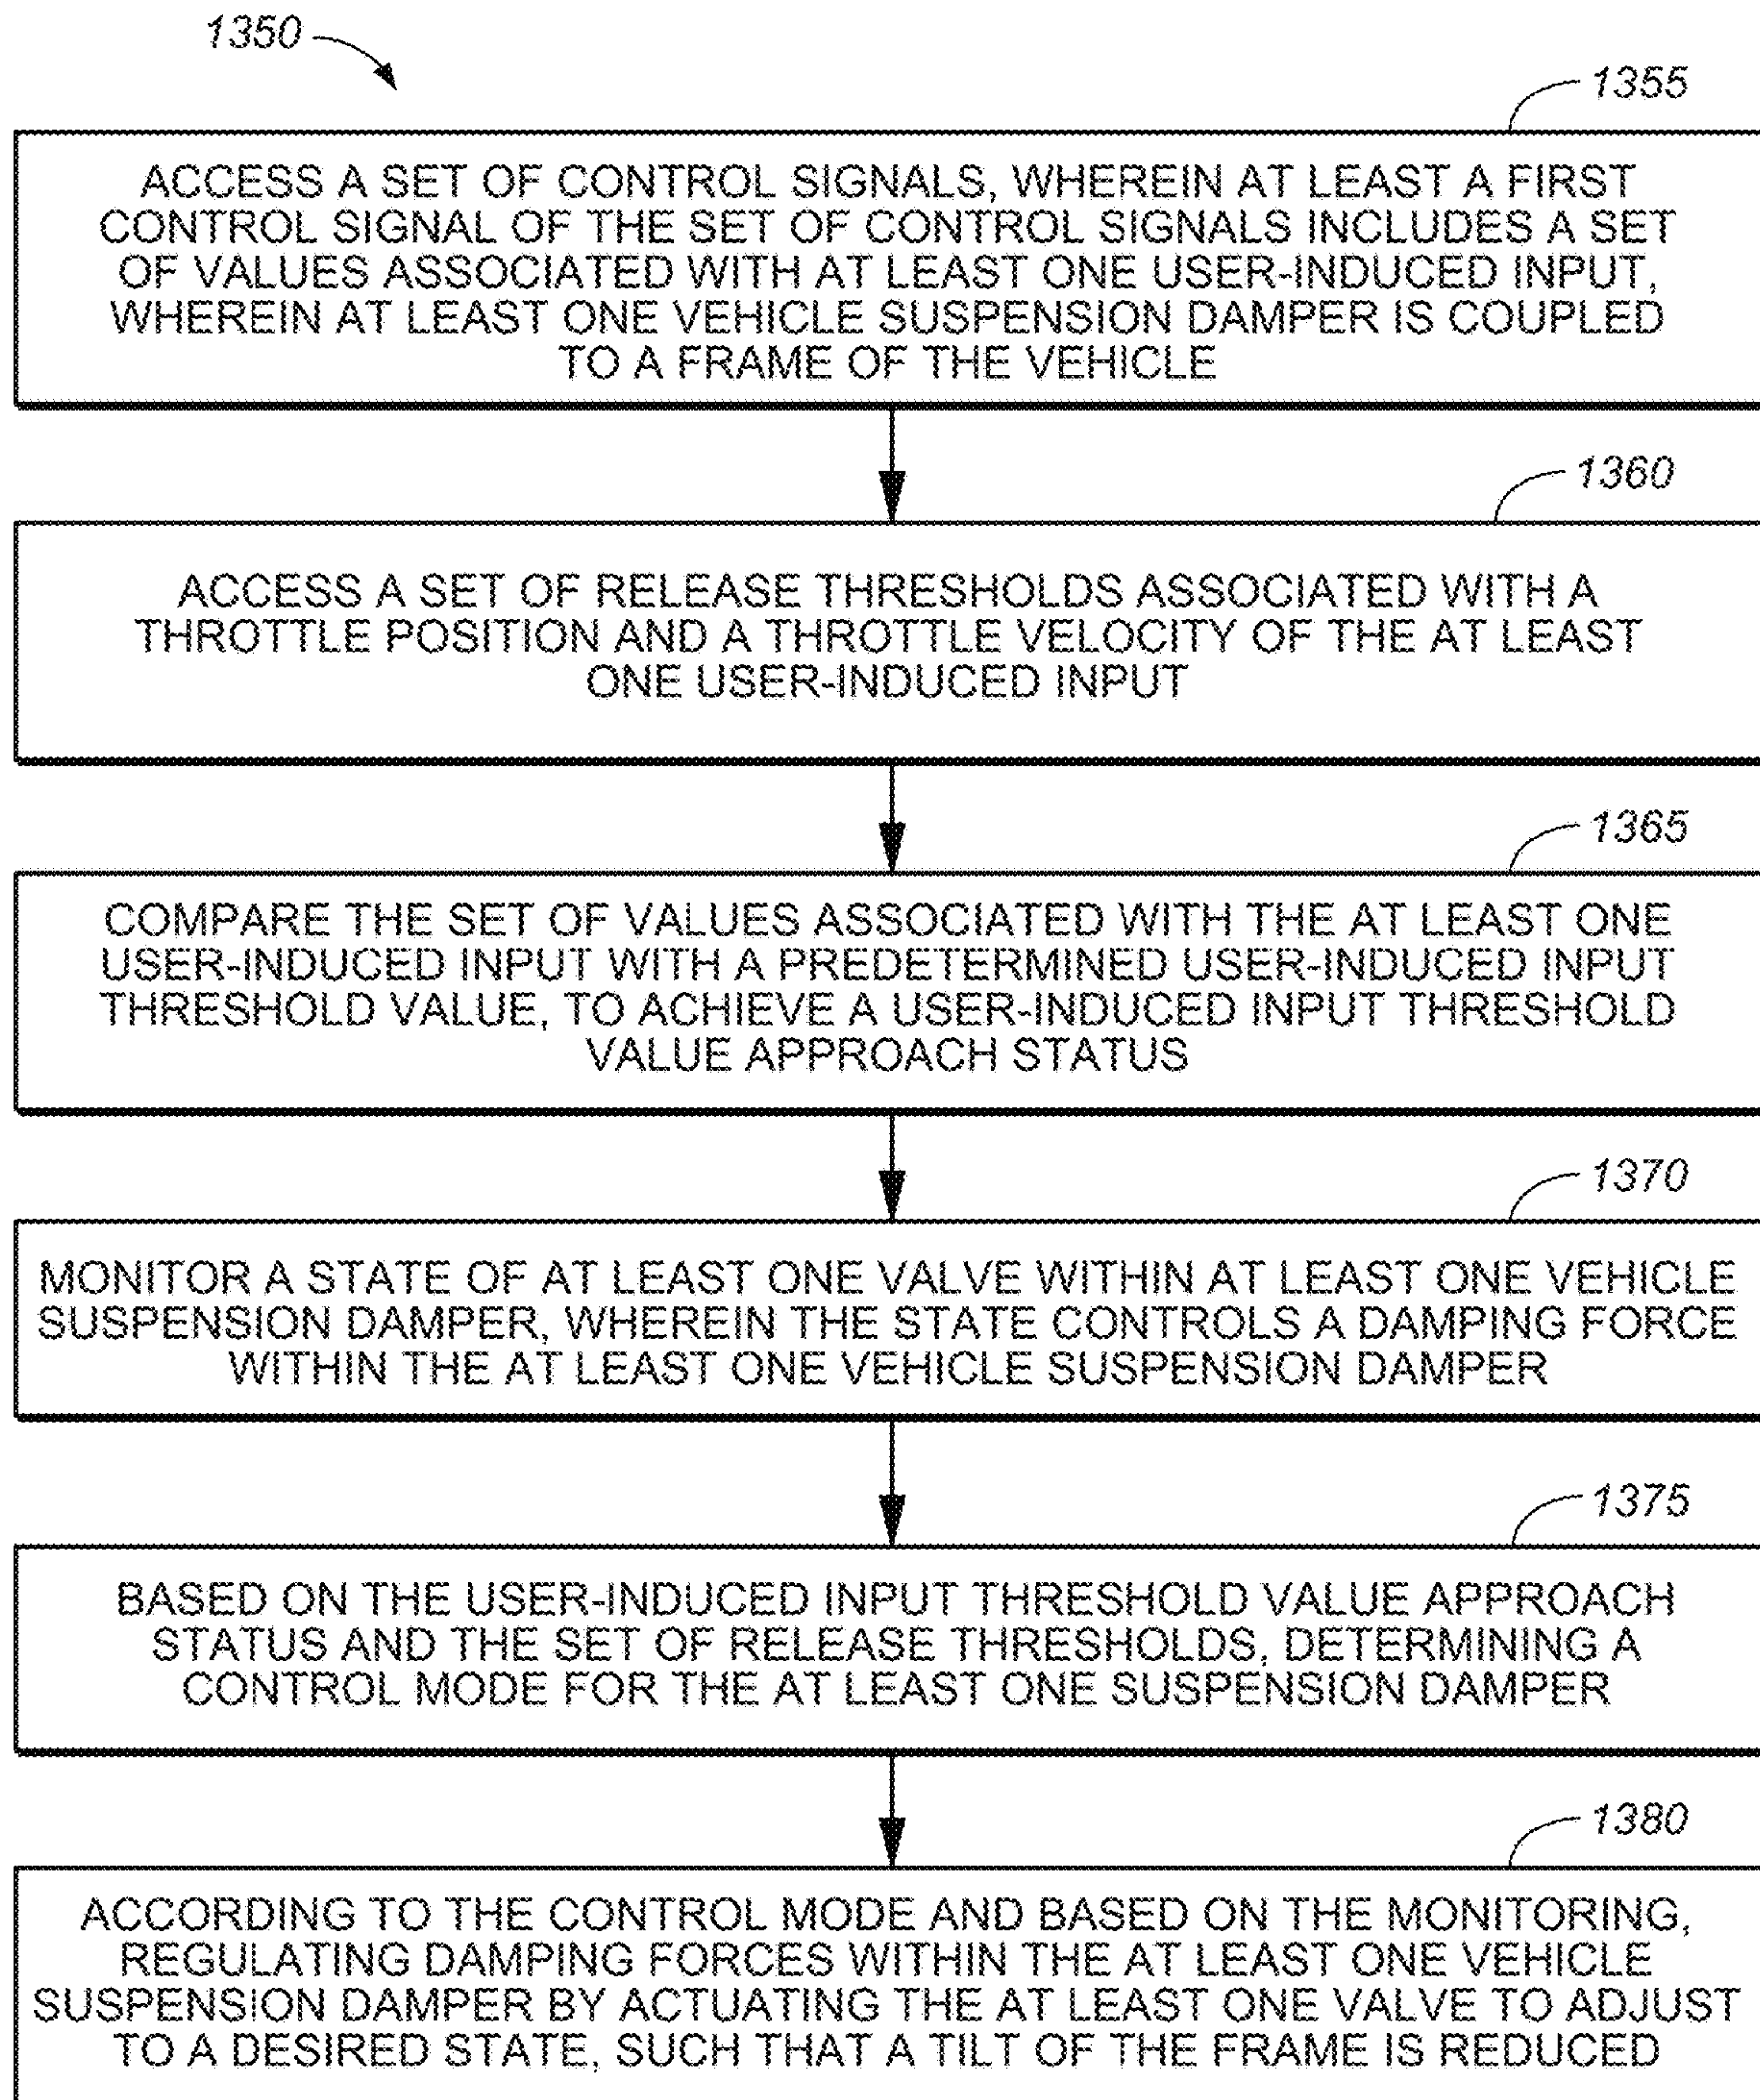 1350
1355
ACCESS A SET OF CONTROL SIGNALS, WHEREIN AT LEAST A FIRST
CONTROL SIGNAL OF THE SET OF CONTROL SIGNALS INCLUDES A SET
OF VALUES ASSOCIATED WITH AT LEAST ONE USER-INDUCED INPUT,
WHEREIN AT LEAST ONE VEHICLE SUSPENSION DAMPER IS COUPLED
TO A FRAME OF THE VEHICLE
1360
ACCESS A SET OF RELEASE THRESHOLDS ASSOCIATED WITH A
THROTTLE POSITION AND A THROTTLE VELOCITY OF THE AT LEAST
ONE USER-INDUCED INPUT
1365
COMPARE THE SET OF VALUES ASSOCIATED WITH THE AT LEAST ONE
USER-INDUCED INPUT WITH A PREDETERMINED USER-INDUCED INPUT
THRESHOLD VALUE, TO ACHIEVE A USER-INDUCED INPUT THRESHOLD
VALUE APPROACH STATUS
1370
MONITOR A STATE OF AT LEAST ONE VALVE WITHIN AT LEAST ONE VEHICLE
SUSPENSION DAMPER, WHEREIN THE STATE CONTROLS A DAMPING FORCE
WITHIN THE AT LEAST ONE VEHICLE SUSPENSION DAMPER
1375
BASED ON THE USER-INDUCED INPUT THRESHOLD VALUE APPROACH
STATUS AND THE SET OF RELEASE THRESHOLDS, DETERMINING A
CONTROL MODE FOR THE AT LEAST ONE SUSPENSION DAMPER
1380
ACCORDING TO THE CONTROL MODE AND BASED ON THE MONITORING,
REGULATING DAMPING FORCES WITHIN THE AT LEAST ONE VEHICLE
SUSPENSION DAMPER BY ACTUATING THE AT LEAST ONE VALVE TO ADJUST
TO A DESIRED STATE, SUCH THAT A TILT OF THE FRAME IS REDUCED